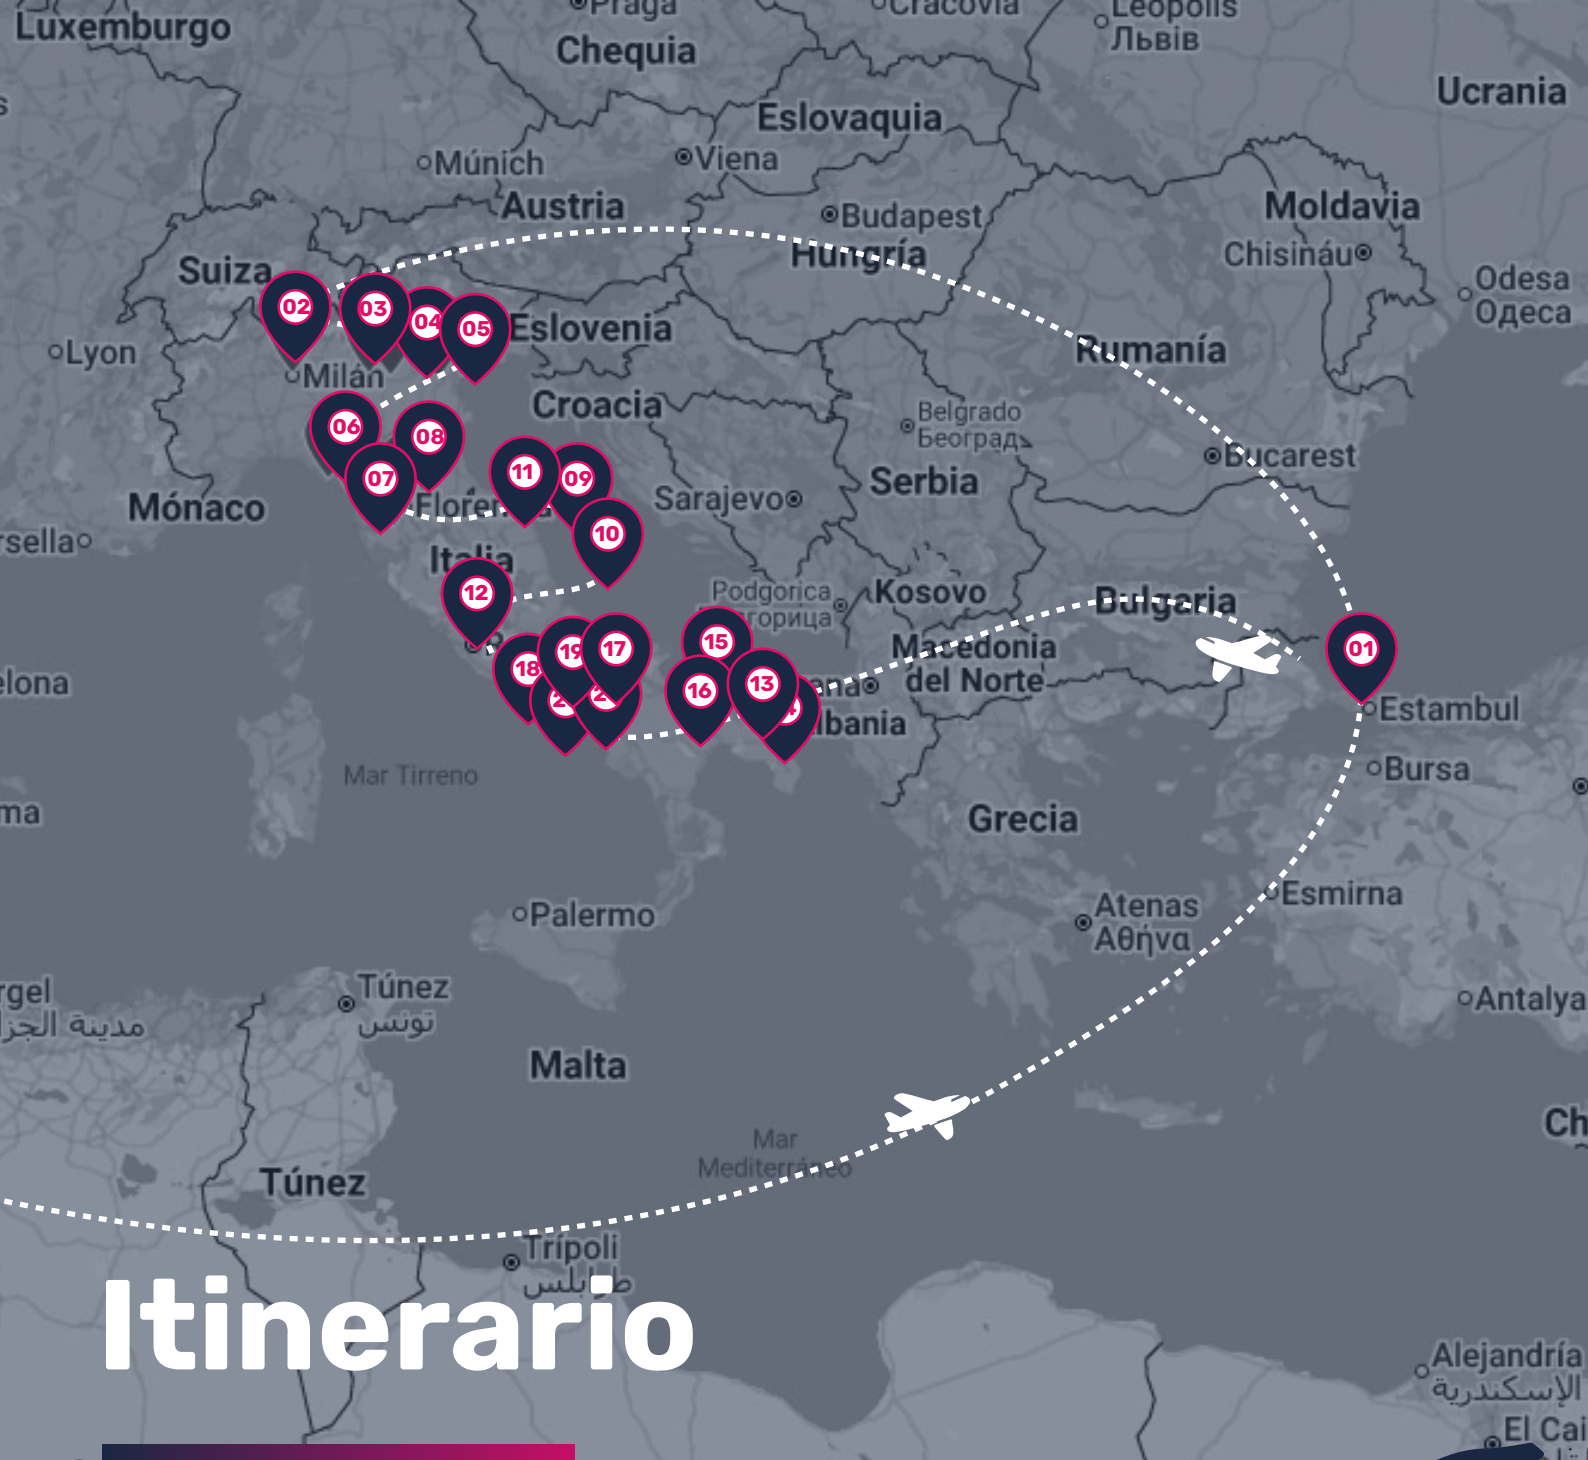 Praga
Cracovia
Leópolis
Львів
Luxemburgo
Chequia
Ucrania
Eslovaquia
Múnich
Viena
Austria
Budapest
Hungría
Moldavia
Chisináu
Suiza
Odesa
Одеса
02
03
04
05
Eslovenia
Lyon
Milán
Rumanía
Croacia
Belgrado
Београд
06
08
Bucarest
07
11
09
Serbia
Sarajevo
Mónaco
10
Italia
12
Podgorica
Kosovo
Bulgaria
Macedonia
del Norte
01
18
19
17
15
16
13
Estambul
Mar Tirreno
Bursa
Grecia
Palermo
Esmirna
Atenas
Αθήνα
Túnez
تونس
Antalya
Malta
Mar
Mediterráneo
Túnez
Trípoli
طرابلس
Itinerario
Alejandría
الإسكندرية